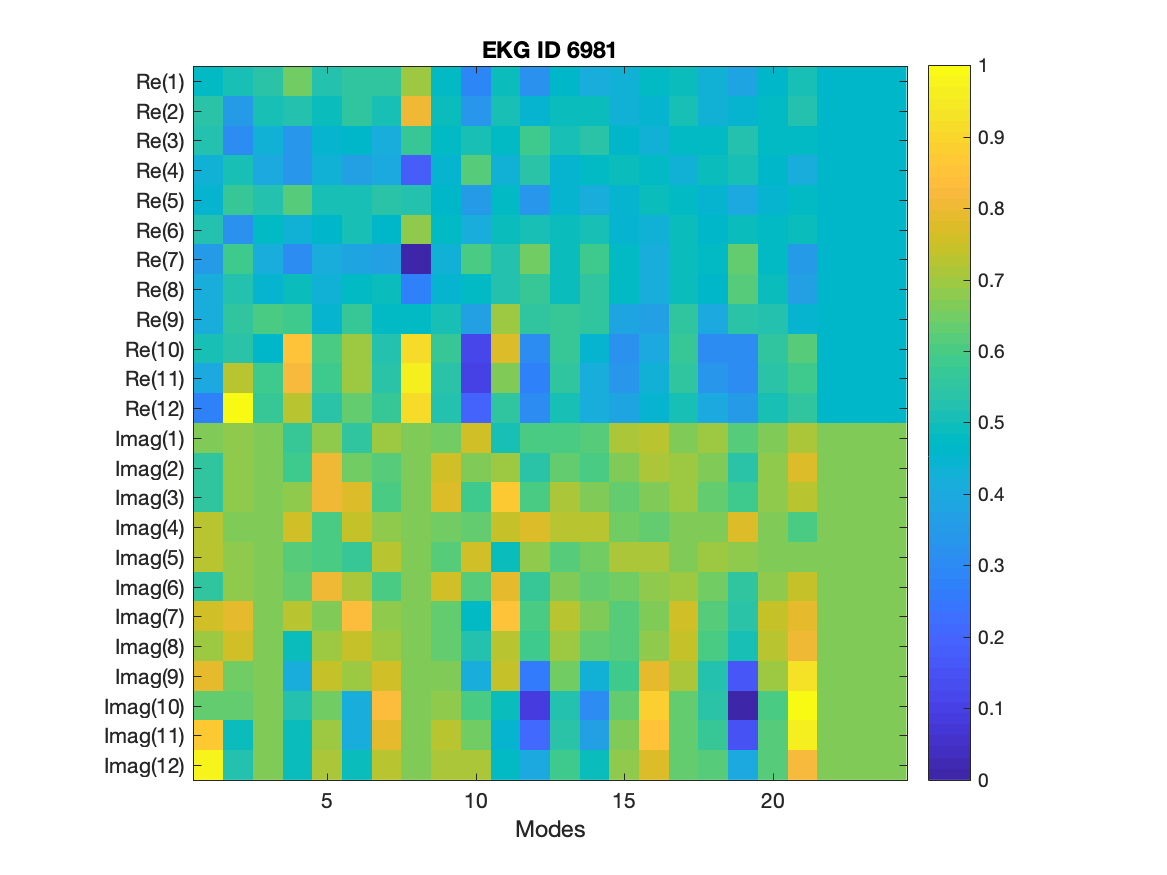 EKG ID 6981
Re(1)
Re(2)
Re(3)
Re(4)
Re(5)
Re(6)
Re(7)
Re(8)
Re(9)
Re(10)
Re(11)
Re(12)
Imag(1)
Imag(2)
Imag(3)
Imag(4)
Imag(5)
Imag(6)
Imag(7)
Imag(8)
Imag(9)
Imag(10)
Imag(11)
Imag(12)
5 10 15 20
Modes
1
0.9
0.8
0.7
0.6
0.5
0.4
0.3
0.2
0.1
0